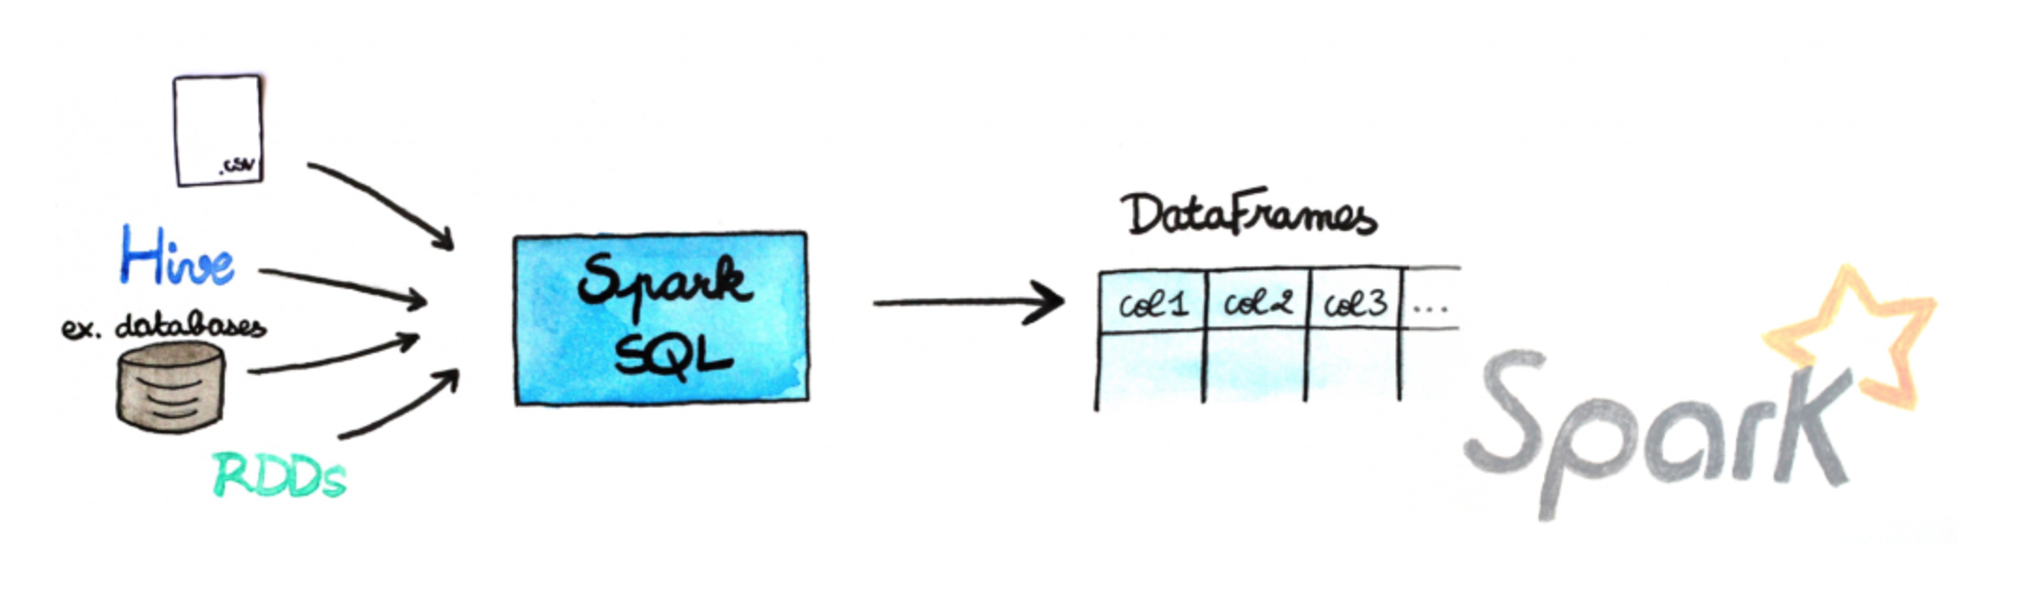 .csv
Hive
ex. databases
RDDs
Spark
SQL
DataFrames
col1 col2 col3 ...
Spark